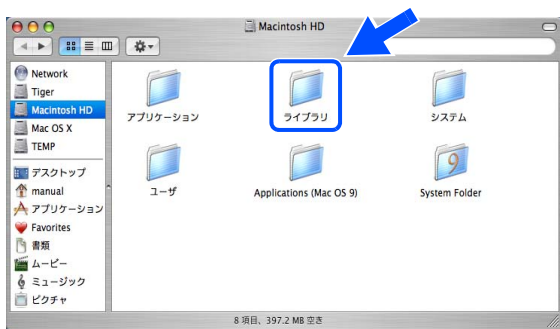 Macintosh HD
Network
Tiger
Macintosh HD
Mac OS X
TEMP
デスクトップ
manual
アプリケーション
Favorites
書類
ムービー
ミュージック
ピクチャ
アプリケーション
ライブラリ
システム
ユーザ
Applications (Mac OS 9)
9
System Folder
8 項目、397.2 MB 空き